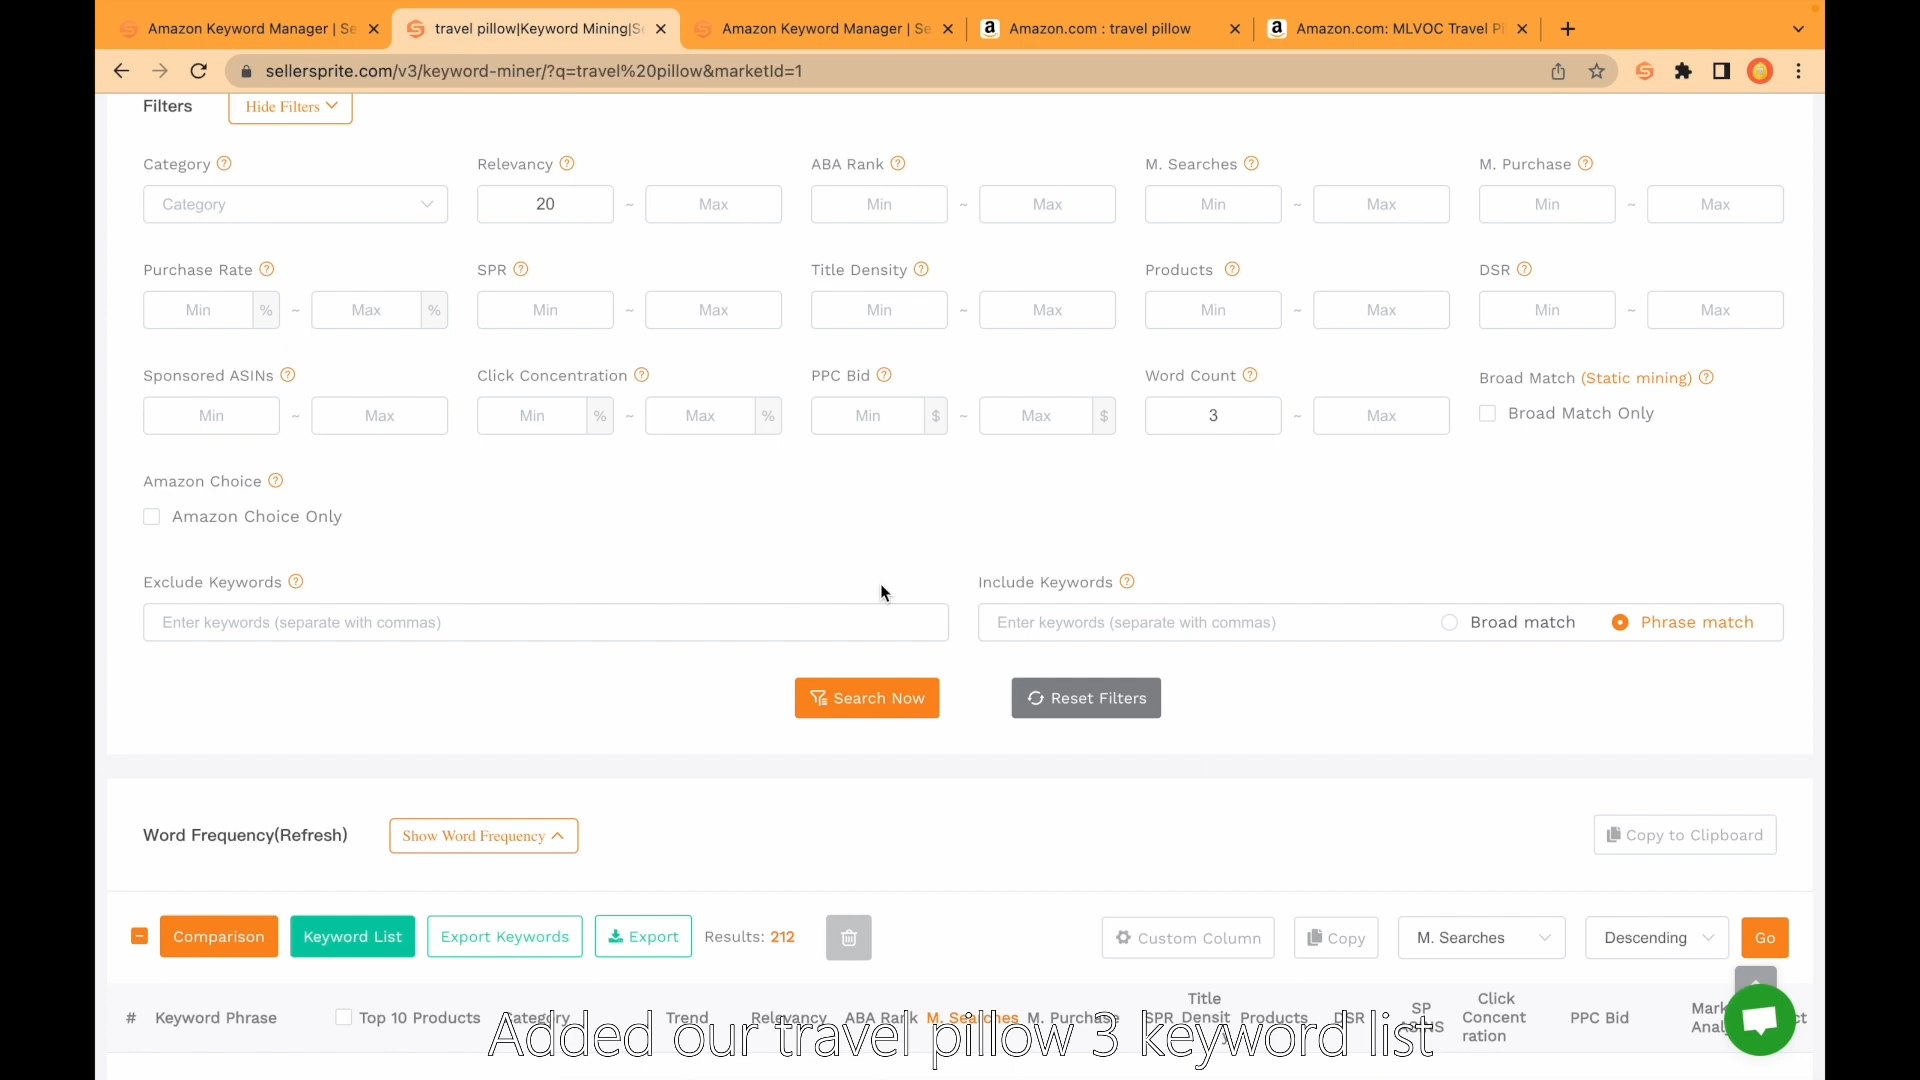 Amazon Keyword Manager | Se
travel pillow|Keyword Mining|S
Amazon Keyword Manager | Se
Amazon.com : travel pillow
Amazon.com: MLVOC Travel Pi
sellersprite.com/v3/keyword-miner/?q=travel%20pillow&marketId=1
Filters
Hide Filters
Category
Relevancy
ABA Rank
M. Searches
M. Purchase
Category
20 ~ Max
Min ~ Max
Min ~ Max
Min ~ Max
Purchase Rate
SPR
Title Density
Products
DSR
Min % ~ Max %
Min ~ Max
Min ~ Max
Min ~ Max
Min ~ Max
Sponsored ASINs
Click Concentration
PPC Bid
Word Count
Broad Match (Static mining)
Min ~ Max
Min % ~ Max %
Min $ ~ Max $
3 ~ Max
Broad Match Only
Amazon Choice
Amazon Choice Only
Exclude Keywords
Include Keywords
Enter keywords (separate with commas)
Enter keywords (separate with commas)
Broad match
Phrase match
Search Now
Reset Filters
Word Frequency(Refresh)
Show Word Frequency
Copy to Clipboard
Comparison
Keyword List
Export Keywords
Export
Results: 212
Custom Column
Copy
M. Searches
Descending
Go
# Keyword Phrase
Top 10 Products
Category
Trend
Relevancy
ABA Rank
M. Searches
M. Purchase
SPR
Title
Densit
Products
DSR
SP
Click
Concent
ration
PPC Bid
Added our travel pillow 3 keyword list